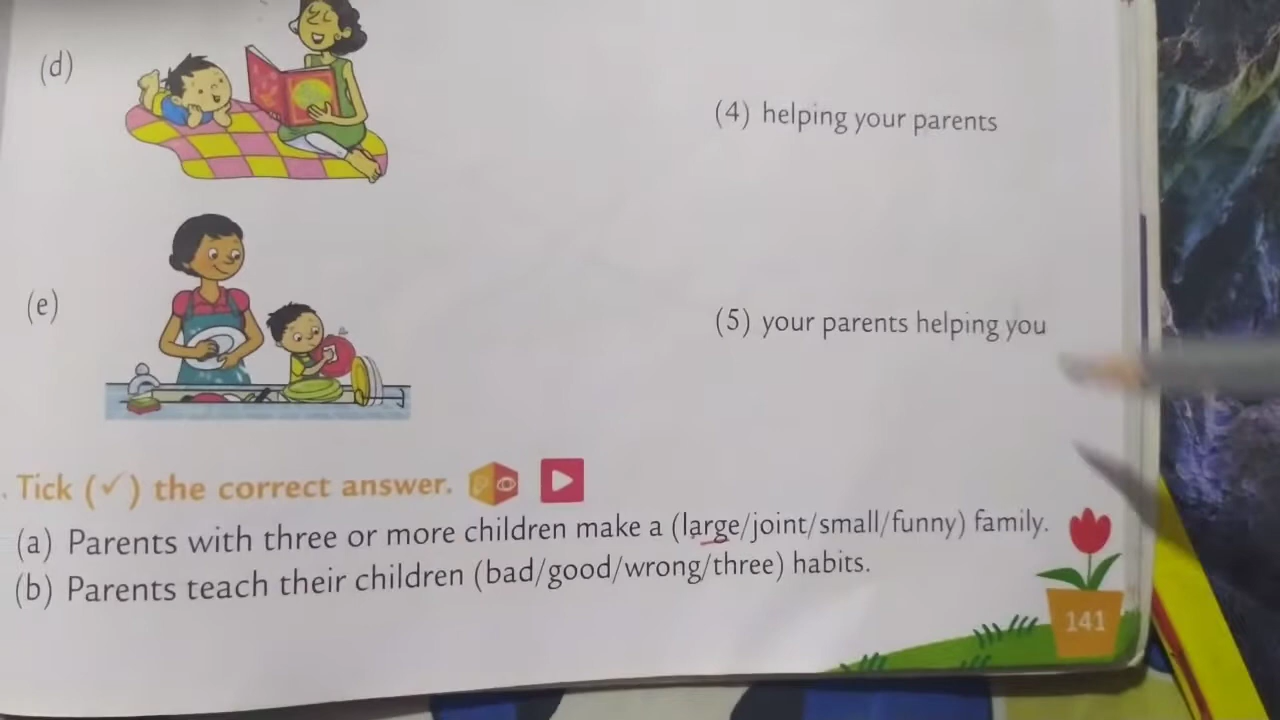 (d)
(4) helping your parents
(e)
(5) your parents helping you
. Tick (✓) the correct answer.
(a) Parents with three or more children make a (large/joint/small/funny) family.
(b) Parents teach their children (bad/good/wrong/three) habits.
141